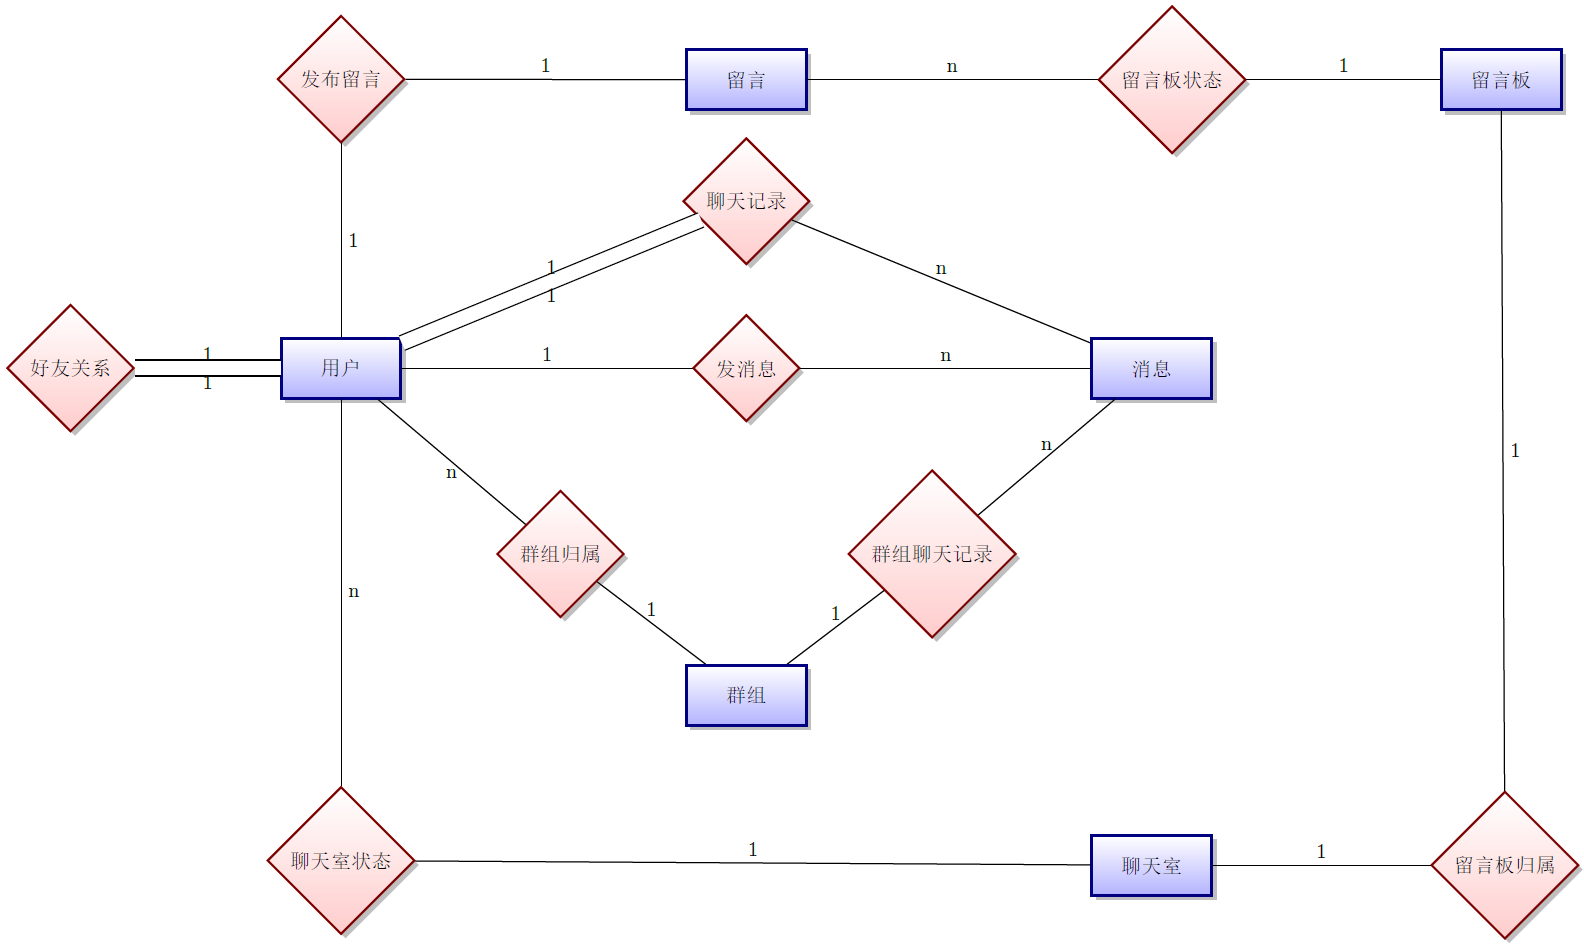 发布留言
1
留言
n
留言板状态
1
留言板
聊天记录
1
1
1
n
好友关系
1
1
用户
1
发消息
n
消息
n
n
1
群组归属
群组聊天记录
n
1
1
群组
聊天室状态
1
聊天室
1
留言板归属